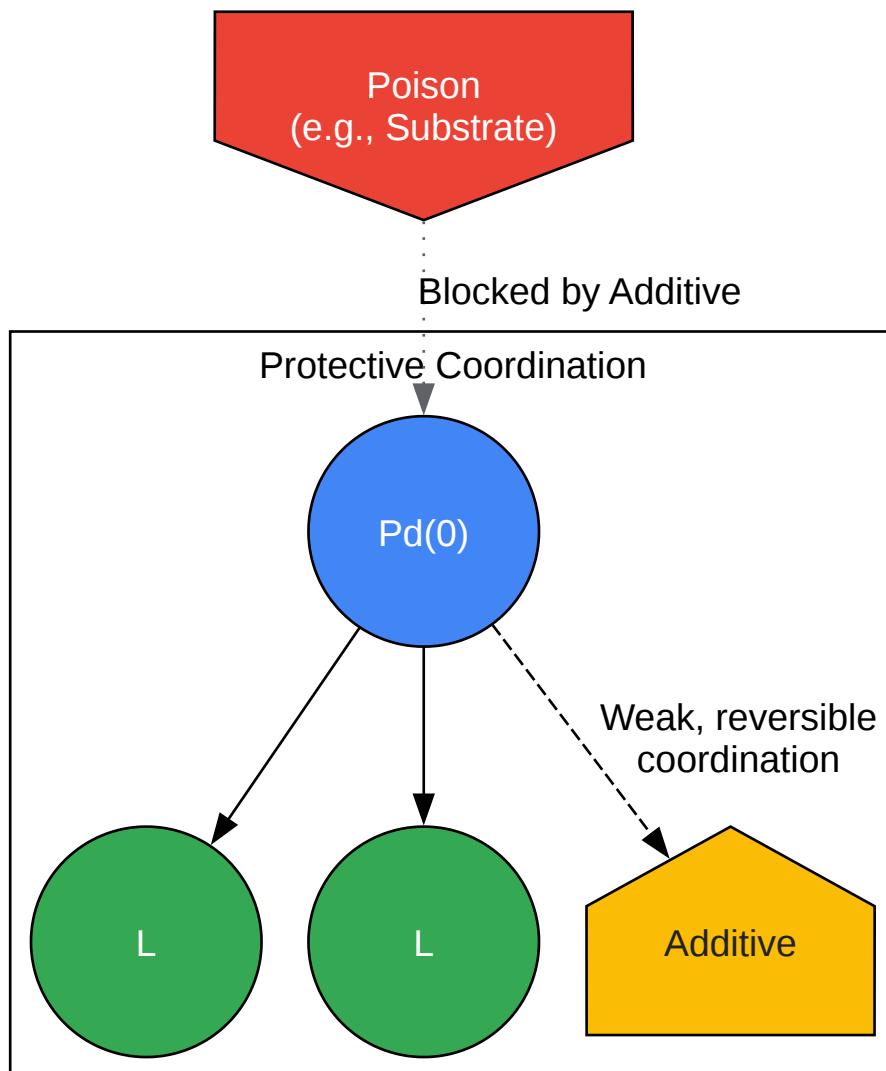 Poison
(e.g., Substrate)
Blocked by Additive
Protective Coordination
Pd(0)
Weak, reversible
coordination
L
L
Additive